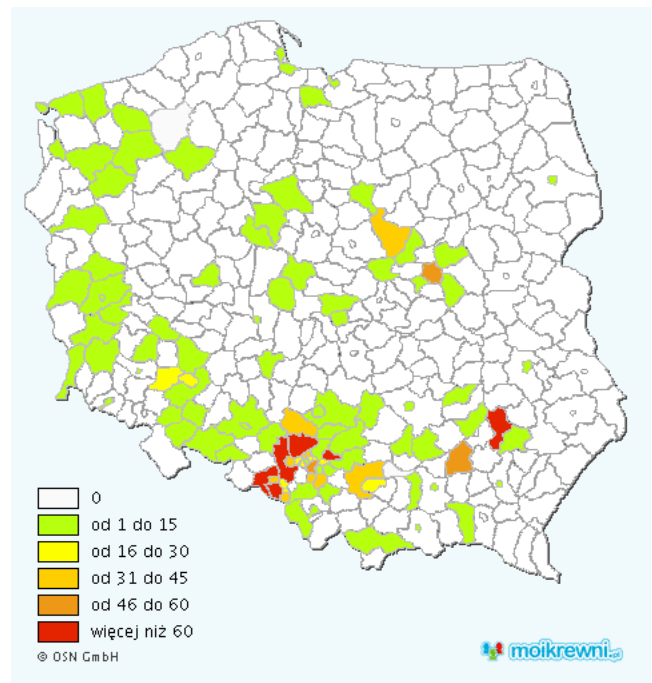 0
od 1 do 15
od 16 do 30
od 31 do 45
od 46 do 60
więcej niż 60
© OSN GmbH
moikrewni.pl